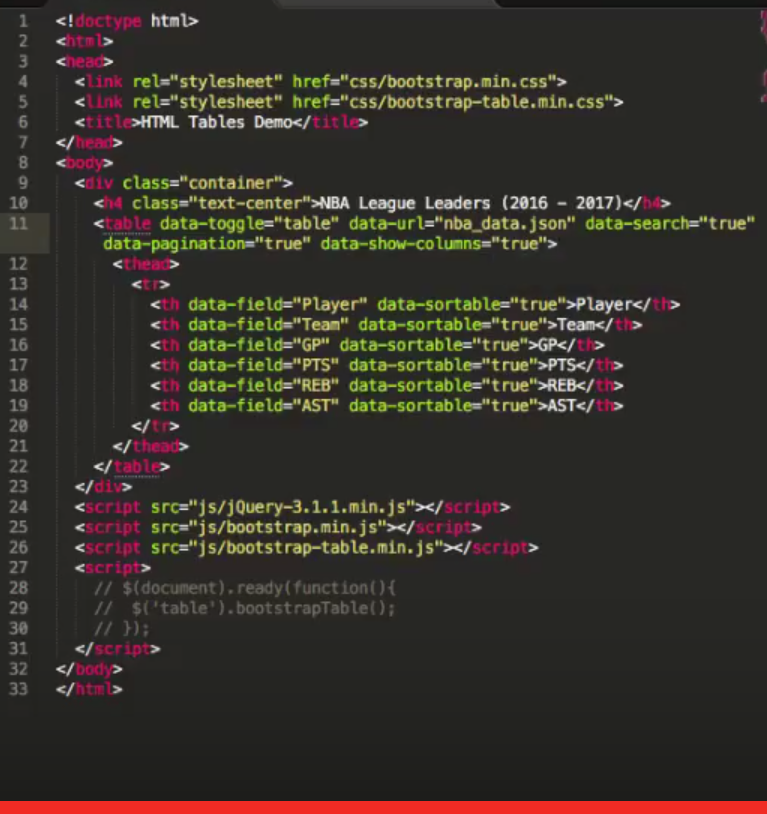 1 <!doctype html>
2 <html>
3 <head>
4 <link rel="stylesheet" href="css/bootstrap.min.css">
5 <link rel="stylesheet" href="css/bootstrap-table.min.css">
6 <title>HTML Tables Demo</title>
7 </head>
8 <body>
9 <div class="container">
10 <h4 class="text-center">NBA League Leaders (2016 - 2017)</h4>
11 <table data-toggle="table" data-url="nba_data.json" data-search="true"
data-pagination="true" data-show-columns="true">
12 <thead>
13 <tr>
14 <th data-field="Player" data-sortable="true">Player</th>
15 <th data-field="Team" data-sortable="true">Team</th>
16 <th data-field="GP" data-sortable="true">GP</th>
17 <th data-field="PTS" data-sortable="true">PTS</th>
18 <th data-field="REB" data-sortable="true">REB</th>
19 <th data-field="AST" data-sortable="true">AST</th>
20 </tr>
21 </thead>
22 </table>
23 </div>
24 <script src="js/jQuery-3.1.1.min.js"></script>
25 <script src="js/bootstrap.min.js"></script>
26 <script src="js/bootstrap-table.min.js"></script>
27 <script>
28 // $(document).ready(function(){
29 // $('table').bootstrapTable();
30 // });
31 </script>
32 </body>
33 </html>